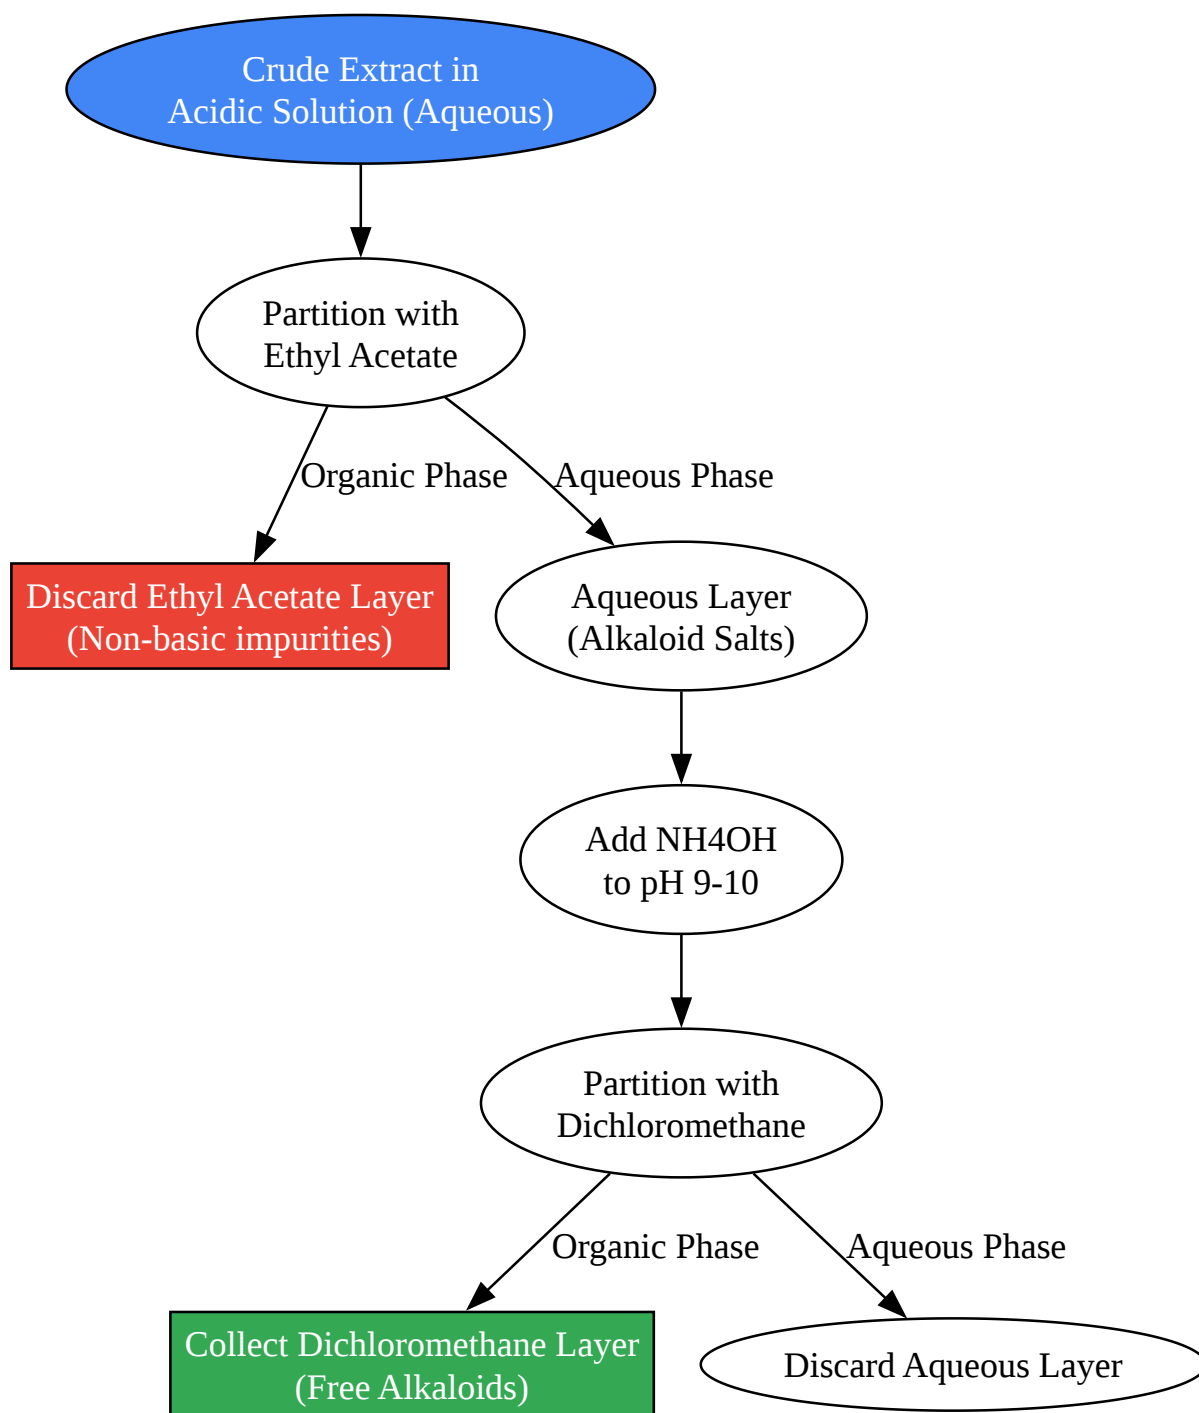 Crude Extract in
Acidic Solution (Aqueous)
Partition with
Ethyl Acetate
Organic Phase
Aqueous Phase
Discard Ethyl Acetate Layer
(Non-basic impurities)
Aqueous Layer
(Alkaloid Salts)
Add NH4OH
to pH 9-10
Partition with
Dichloromethane
Organic Phase
Aqueous Phase
Collect Dichloromethane Layer
(Free Alkaloids)
Discard Aqueous Layer